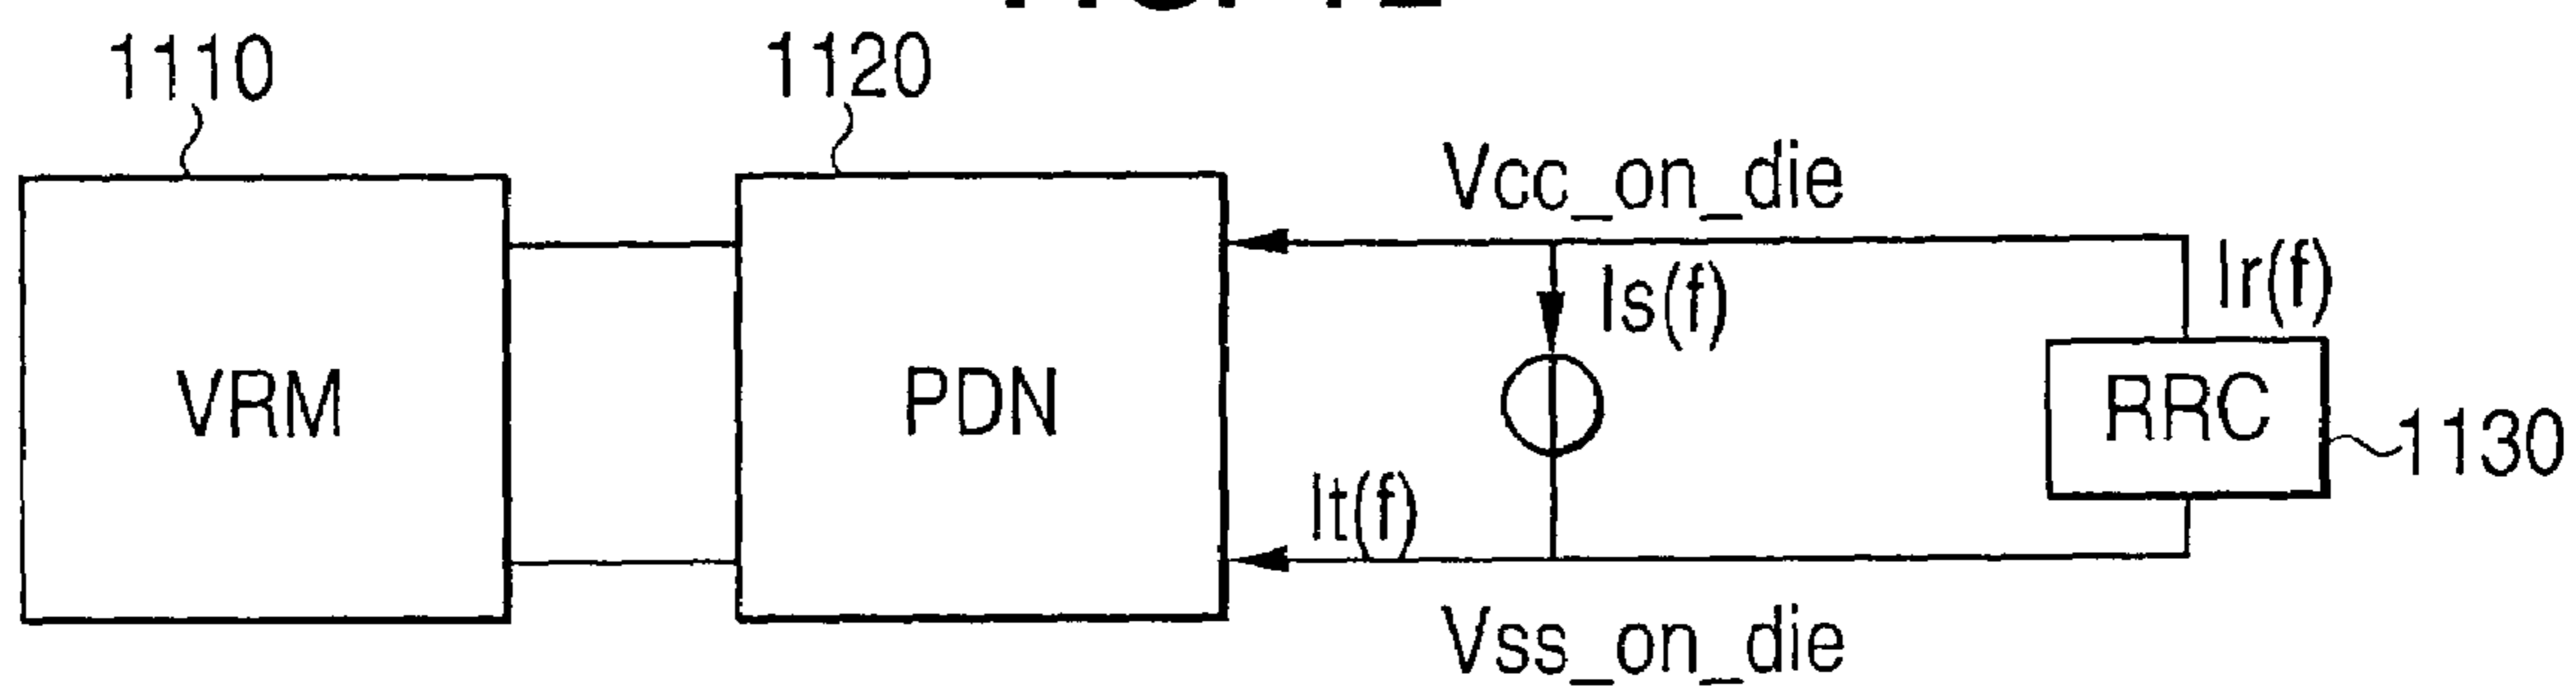 1110
1120
Vcc_on_die
Is(f)
Ir(f)
VRM
PDN
RRC
1130
It(f)
Vss_on_die